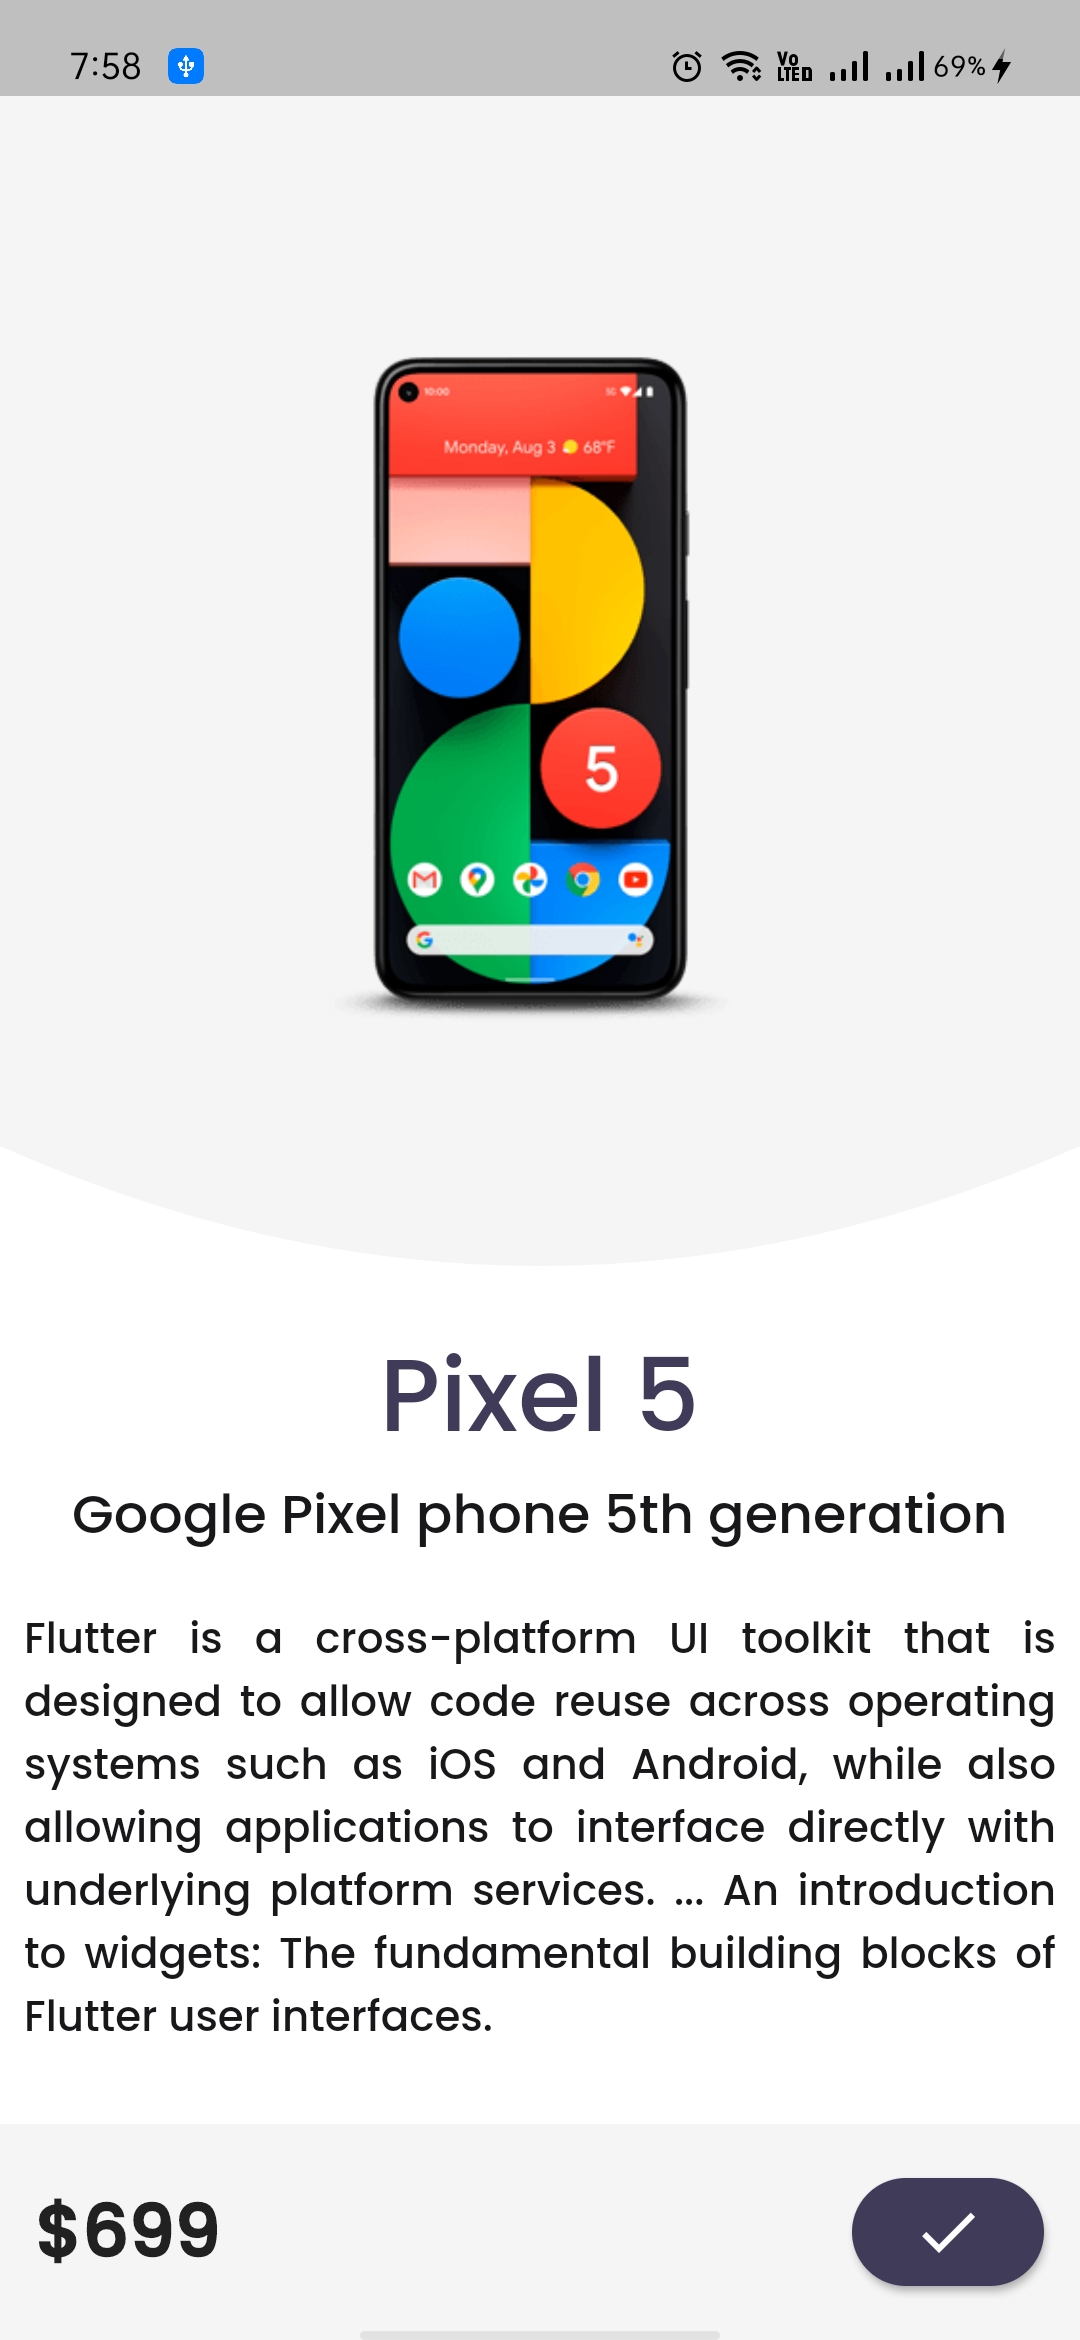 7:58 Vo LTE 69%
10:00 5G
Monday, Aug 3 68°F
5
Pixel 5
Google Pixel phone 5th generation
Flutter is a cross-platform UI toolkit that is
designed to allow code reuse across operating
systems such as iOS and Android, while also
allowing applications to interface directly with
underlying platform services. ... An introduction
to widgets: The fundamental building blocks of
Flutter user interfaces.
$699